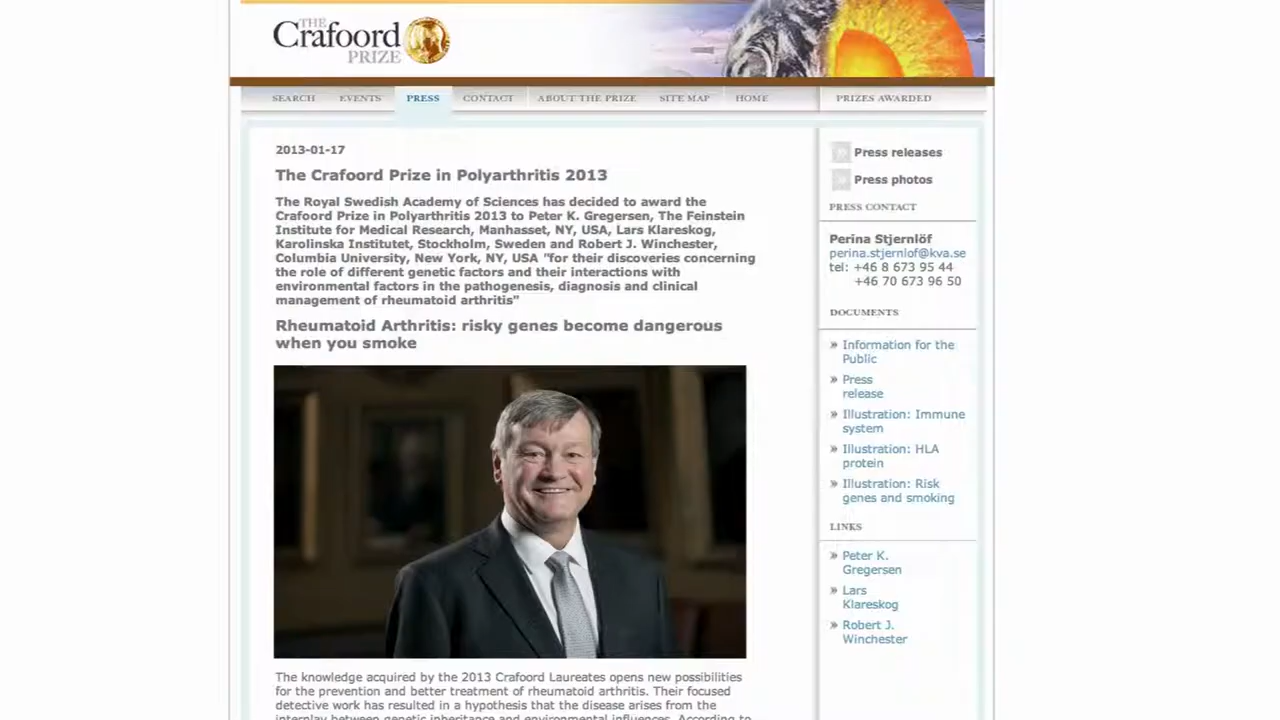 THE
Crafoord
PRIZE
SEARCH EVENTS PRESS CONTACT ABOUT THE PRIZE SITE MAP HOME PRIZES AWARDED
2013-01-17
The Crafoord Prize in Polyarthritis 2013
The Royal Swedish Academy of Sciences has decided to award the
Crafoord Prize in Polyarthritis 2013 to Peter K. Gregersen, The Feinstein
Institute for Medical Research, Manhasset, NY, USA, Lars Klareskog,
Karolinska Institutet, Stockholm, Sweden and Robert J. Winchester,
Columbia University, New York, NY, USA "for their discoveries concerning
the role of different genetic factors and their interactions with
environmental factors in the pathogenesis, diagnosis and clinical
management of rheumatoid arthritis"
Rheumatoid Arthritis: risky genes become dangerous
when you smoke
The knowledge acquired by the 2013 Crafoord Laureates opens new possibilities
for the prevention and better treatment of rheumatoid arthritis. Their focused
detective work has resulted in a hypothesis that the disease arises from the
interplay between genetic inheritance and environmental influences. According to
Press releases
Press photos
PRESS CONTACT
Perina Stjernlöf
perina.stjernlof@kva.se
tel: +46 8 673 95 44
+46 70 673 96 50
DOCUMENTS
» Information for the
Public
» Press
release
» Illustration: Immune
system
» Illustration: HLA
protein
» Illustration: Risk
genes and smoking
LINKS
» Peter K.
Gregersen
» Lars
Klareskog
» Robert J.
Winchester